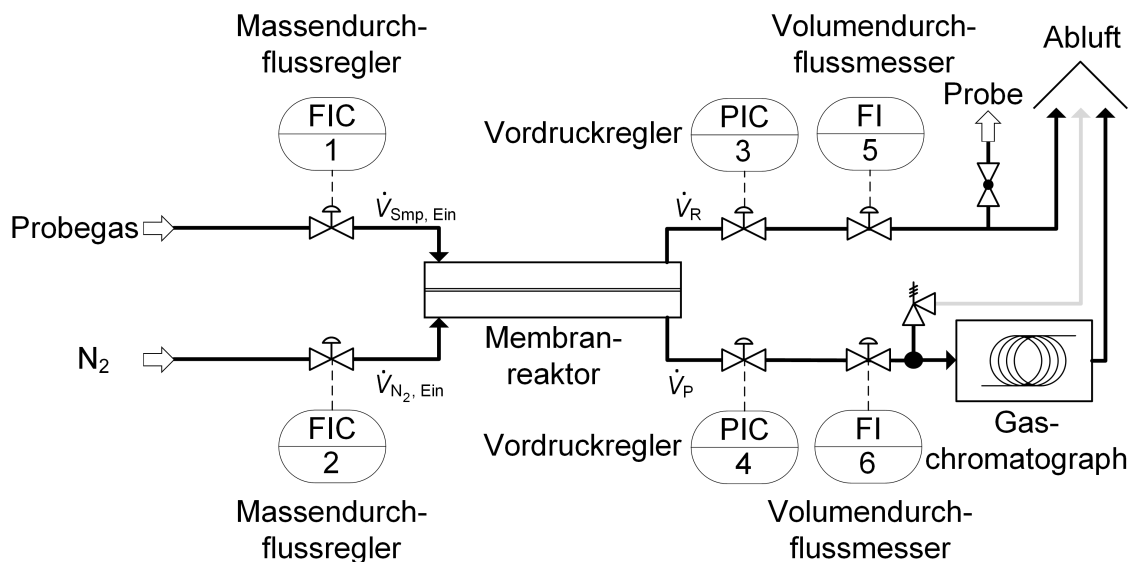 Massendurch-
flussregler
FIC
1
Vordruckregler
PIC
3
Volumendurch-
flussmesser
FI
5
Probe
Abluft
Probegas
V̇Smp, Ein
V̇R
Membran-
reaktor
N2
V̇N2, Ein
V̇P
FIC
2
Massendurch-
flussregler
Vordruckregler
PIC
4
FI
6
Volumendurch-
flussmesser
Gas-
chromatograph